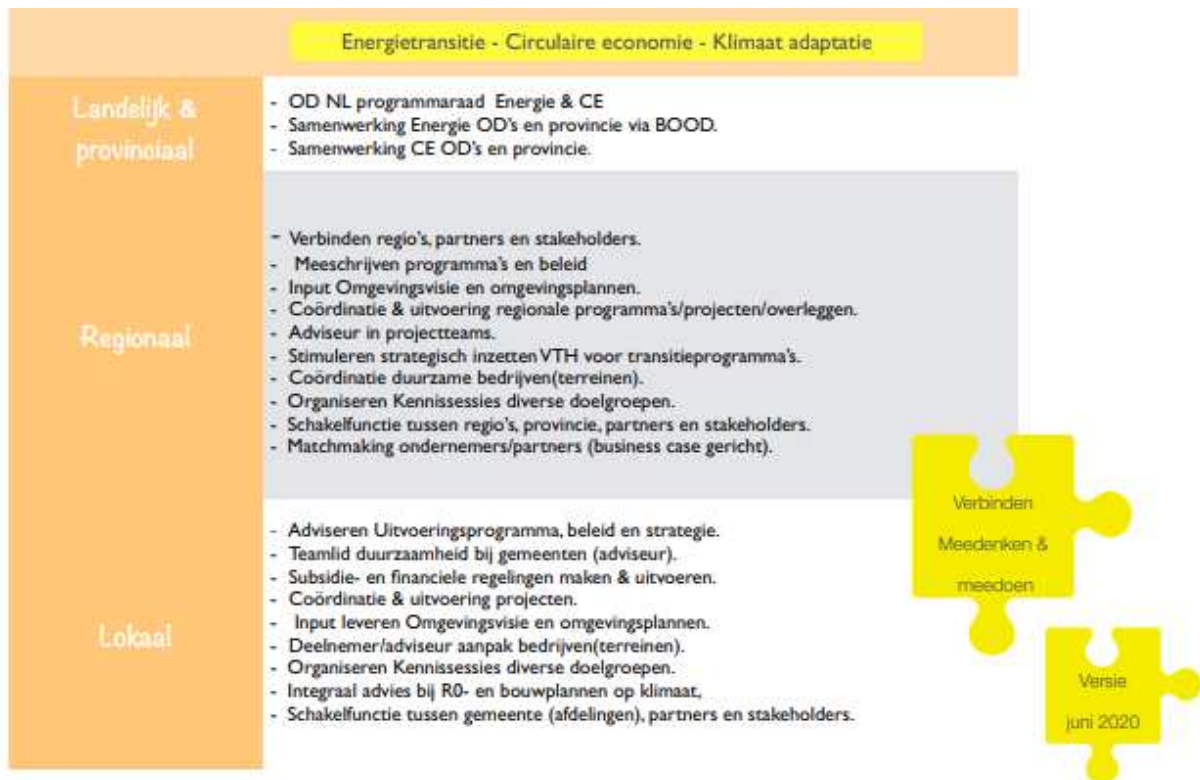 Energietransitie - Circulaire economie - Klimaat adaptatie
Landelijk &
provinciaal
- OD NL programmaraad Energie & CE
- Samenwerking Energie OD's en provincie via BOOD.
- Samenwerking CE OD's en provincie.
Regionaal
- Verbinden regio's, partners en stakeholders.
- Meeschrijven programma's en beleid
- Input Omgevingsvisie en omgevingsplannen.
- Coördinatie & uitvoering regionale programma's/projecten/overleggen.
- Adviseur in projectteams.
- Stimuleren strategisch inzetten VTH voor transitieprogramma's.
- Coördinatie duurzame bedrijven(terreinen).
- Organiseren Kennissessies diverse doelgroepen.
- Schakelfunctie tussen regio's, provincie, partners en stakeholders.
- Matchmaking ondernemers/partners (business case gericht).
Lokaal
- Adviseren Uitvoeringsprogramma, beleid en strategie.
- Teamlid duurzaamheid bij gemeenten (adviseur).
- Subsidie- en financiele regelingen maken & uitvoeren.
- Coördinatie & uitvoering projecten.
- Input leveren Omgevingsvisie en omgevingsplannen.
- Deelnemer/adviseur aanpak bedrijven(terreinen).
- Organiseren Kennissessies diverse doelgroepen.
- Integraal advies bij R0- en bouwplannen op klimaat,
- Schakelfunctie tussen gemeente (afdelingen), partners en stakeholders.
Verbinden
Meedenken &
meedoen
Versie
juni 2020